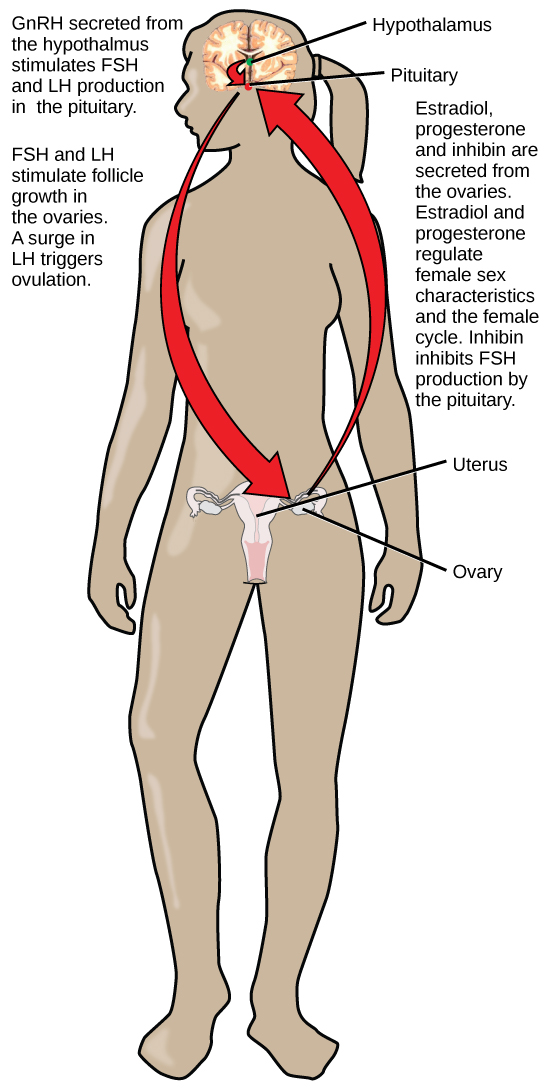 GnRH secreted from
the hypothalmus
stimulates FSH
and LH production
in the pituitary.
FSH and LH
stimulate follicle
growth in
the ovaries.
A surge in
LH triggers
ovulation.
Hypothalamus
Pituitary
Estradiol,
progesterone
and inhibin are
secreted from
the ovaries.
Estradiol and
progesterone
regulate
female sex
characteristics
and the female
cycle. Inhibin
inhibits FSH
production by
the pituitary.
Uterus
Ovary